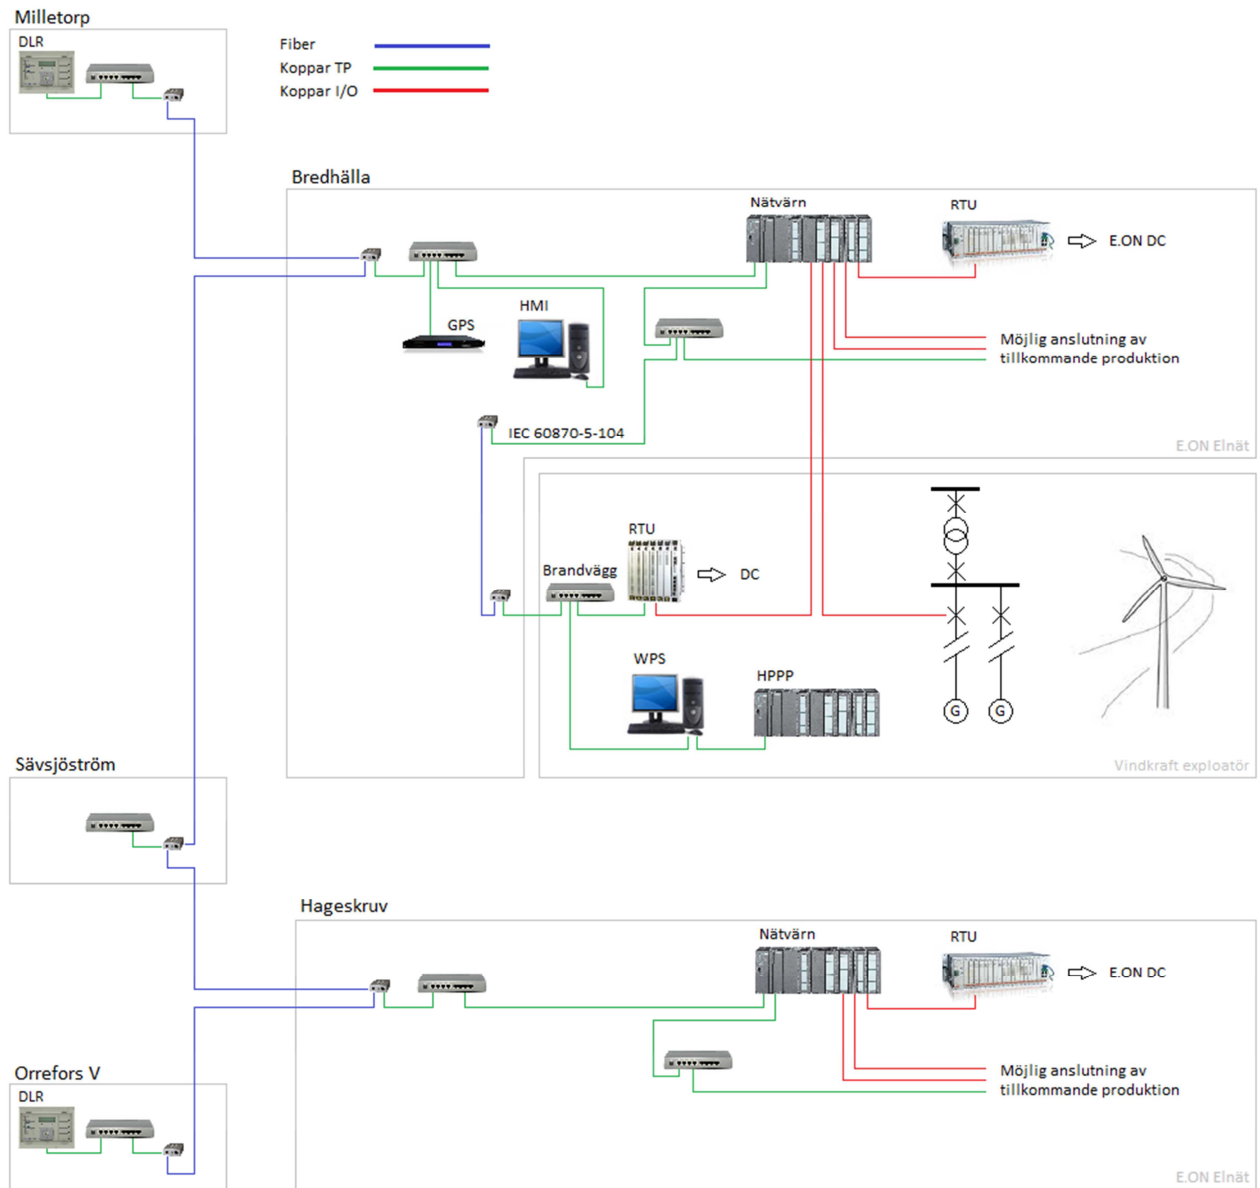 Milletorp
DLR
Fiber
Koppar TP
Koppar I/O
Bredhälla
Nätvärn
RTU
E.ON DC
GPS
HMI
Möjlig anslutning av
tillkommande produktion
IEC 60870-5-104
E.ON Elnät
RTU
Brandvägg
DC
WPS
HPPP
G
G
Vindkraft exploatör
Sävsjöström
Hageskruv
Nätvärn
RTU
E.ON DC
Möjlig anslutning av
tillkommande produktion
Orrefors V
DLR
E.ON Elnät